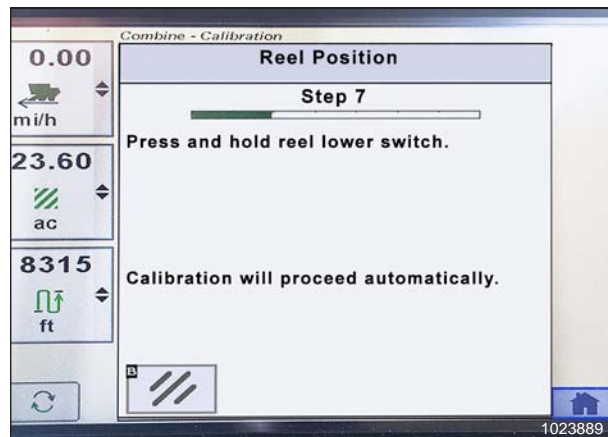 Combine - Calibration
0.00
mi/h
23.60
ac
8315
ft
Reel Position
Step 7
Press and hold reel lower switch.
Calibration will proceed automatically.
B
1023889